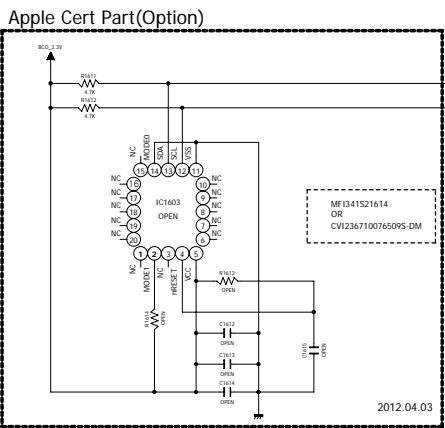 Apple Cert Part(Option)
BCO_3.3V
R1611
4.7K
R1612
4.7K
NC
MODE0
SDA
SCL
VSS
15
14
13
12
11
NC
16
NC
17
NC
18
NC
19
NC
20
IC1603
OPEN
10
NC
9
NC
8
NC
7
NC
6
NC
1
2
3
4
5
NC
MODE1
NC
nRESET
VCC
MFI341S21614
OR
CVI236710076509S-DM
R1613
OPEN
R1614
OPEN
C1612
OPEN
C1613
OPEN
C1614
OPEN
C1615
OPEN
2012.04.03